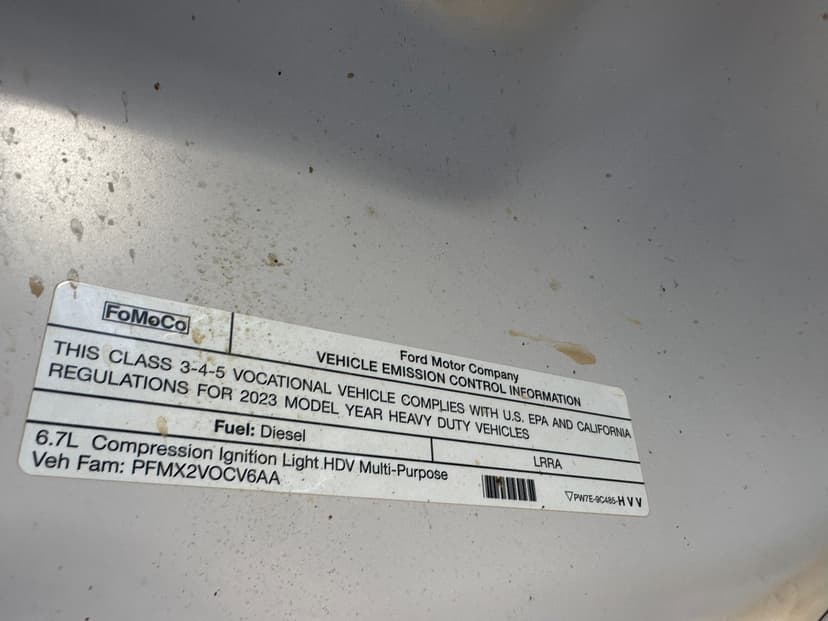 FoMoCo
Ford Motor Company
VEHICLE EMISSION CONTROL INFORMATION
THIS CLASS 3-4-5 VOCATIONAL VEHICLE COMPLIES WITH U.S. EPA AND CALIFORNIA
REGULATIONS FOR 2023 MODEL YEAR HEAVY DUTY VEHICLES
Fuel: Diesel
LRRA
6.7L Compression Ignition Light HDV Multi-Purpose
Veh Fam: PFMX2VOCV6AA
PW7E-9C485-HVV